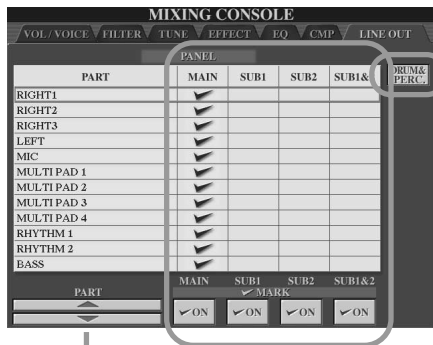 MIXING CONSOLE
VOL / VOICE FILTER TUNE EFFECT EQ CMP LINE OUT
PANEL
PART MAIN SUB1 SUB2 SUB1&
DRUM&
PERC.
RIGHT1
RIGHT2
RIGHT3
LEFT
MIC
MULTI PAD 1
MULTI PAD 2
MULTI PAD 3
MULTI PAD 4
RHYTHM 1
RHYTHM 2
BASS
MAIN SUB1 SUB2 SUB1&2
PART
MARK
ON ON ON ON